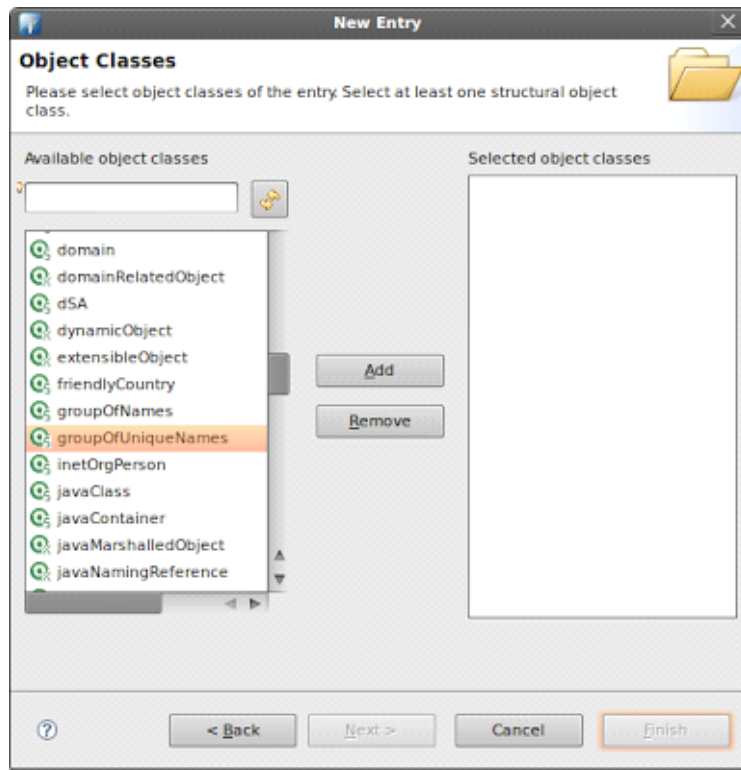 New Entry
Object Classes
Please select object classes of the entry. Select at least one structural object
class.
Available object classes
Selected object classes
domain
domainRelatedObject
dSA
dynamicObject
extensibleObject
friendlyCountry
groupOfNames
groupOfUniqueNames
inetOrgPerson
javaClass
javaContainer
javaMarshalledObject
javaNamingReference
Add
Remove
< Back
Next >
Cancel
Finish